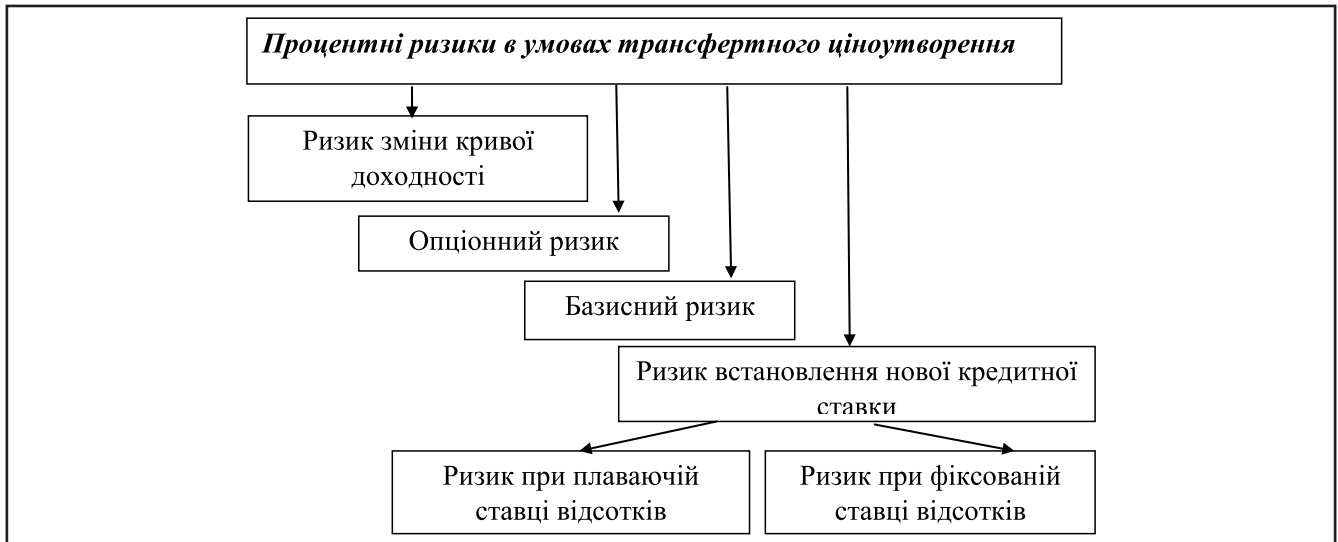 Процентні ризики в умовах трансфертного ціноутворення
Ризик зміни кривої
доходності
Опціонний ризик
Базисний ризик
Ризик встановлення нової кредитної
ставки
Ризик при плаваючій
ставці відсотків
Ризик при фіксованій
ставці відсотків